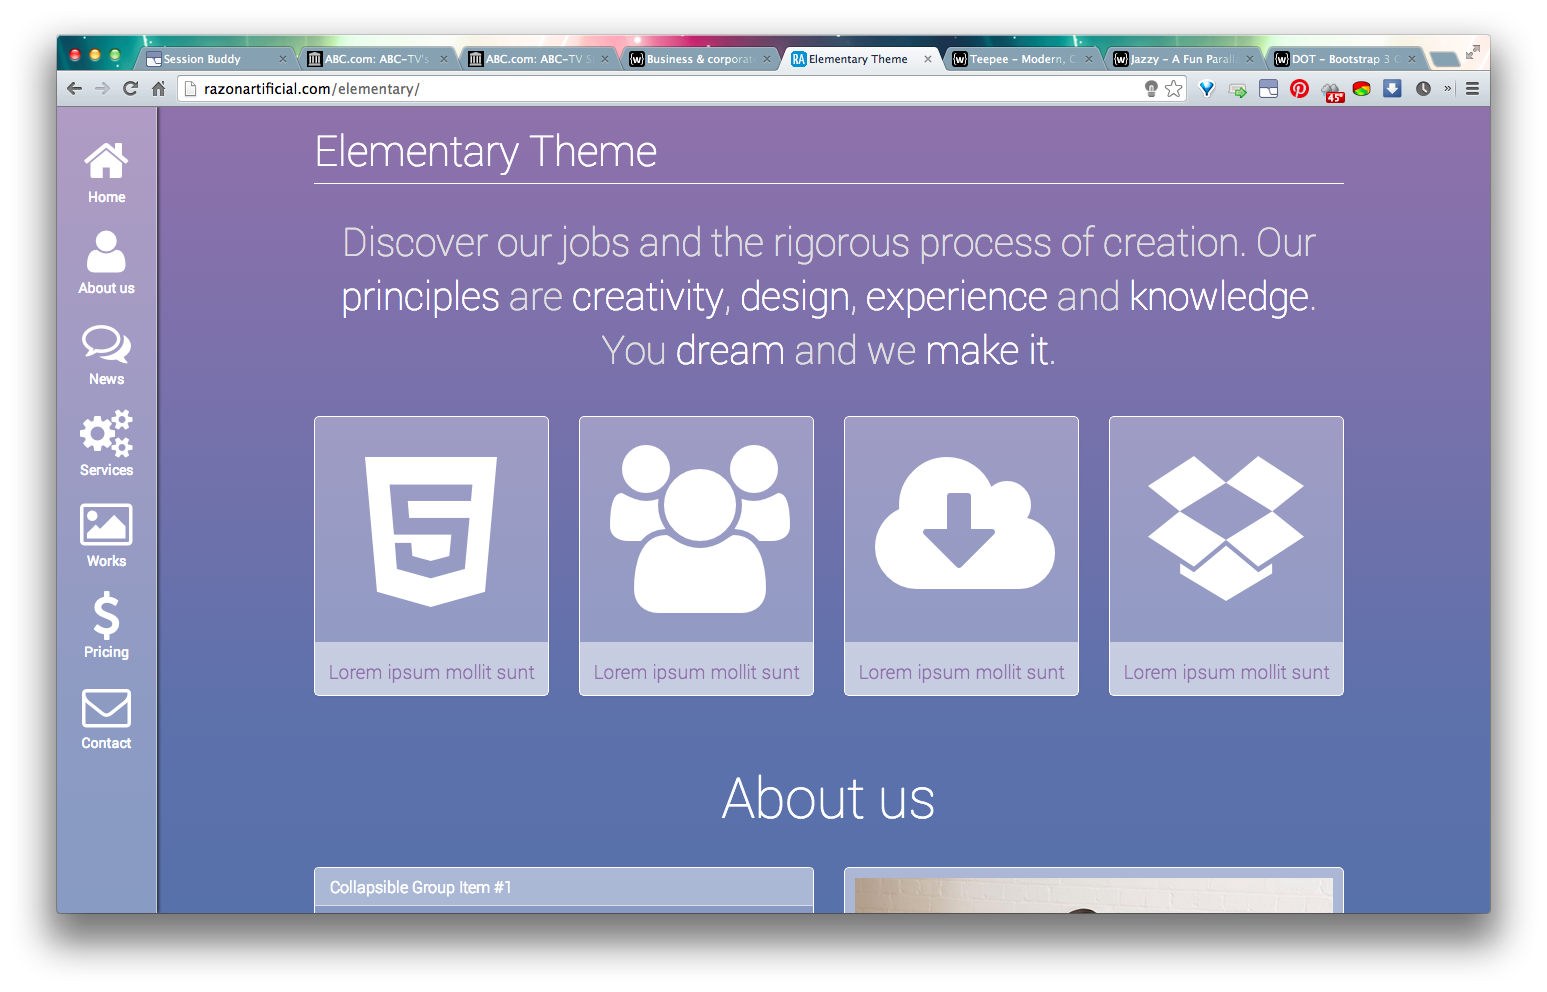 Session Buddy
ABC.com: ABC-TV's
ABC.com: ABC-TV S
Business & corporat
RA Elementary Theme
Teepee – Modern, C
Jazzy – A Fun Parall
DOT – Bootstrap 3 O
razonartificial.com/elementary/
45°
Home
About us
News
Services
Works
Pricing
Contact
Elementary Theme
Discover our jobs and the rigorous process of creation. Our
principles are creativity, design, experience and knowledge.
You dream and we make it.
Lorem ipsum mollit sunt
Lorem ipsum mollit sunt
Lorem ipsum mollit sunt
Lorem ipsum mollit sunt
About us
Collapsible Group Item #1